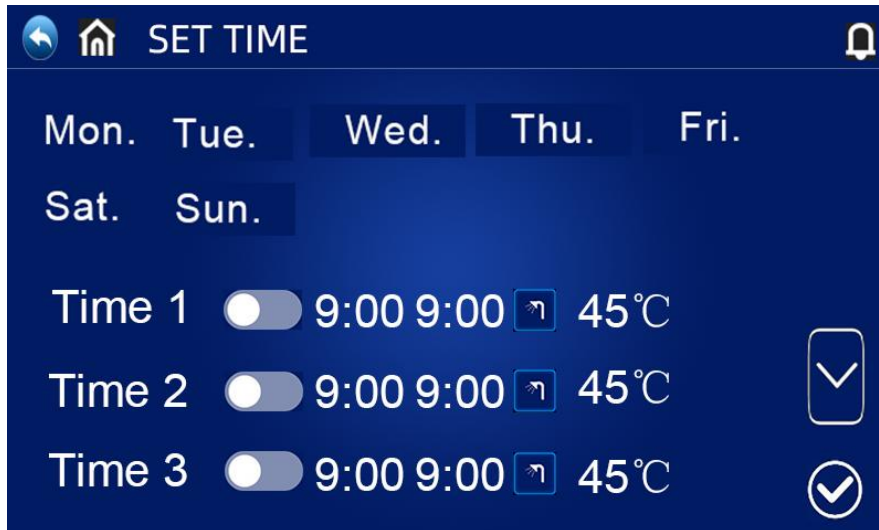 SET TIME
Mon. Tue. Wed. Thu. Fri.
Sat. Sun.
Time 1 9:00 9:00 45℃
Time 2 9:00 9:00 45℃
Time 3 9:00 9:00 45℃